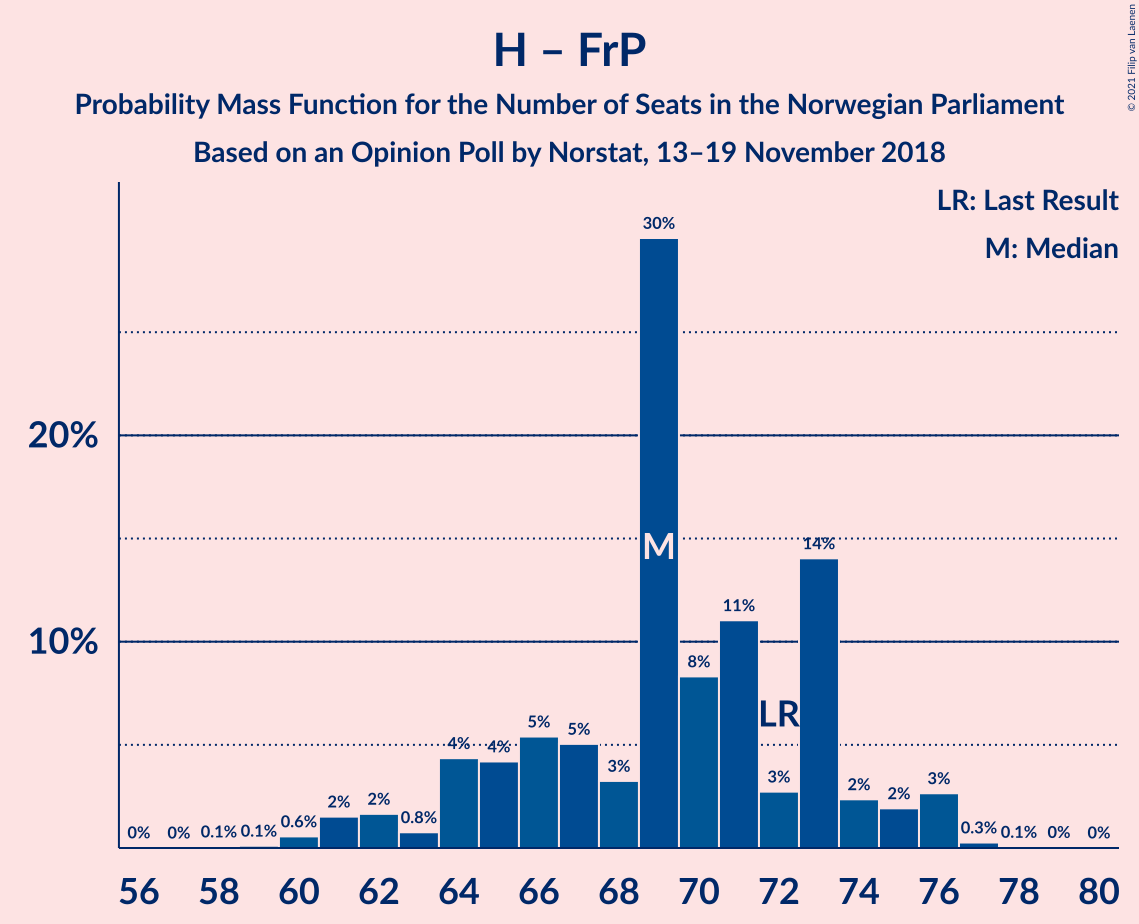 H – FrP
Probability Mass Function for the Number of Seats in the Norwegian Parliament
Based on an Opinion Poll by Norstat, 13–19 November 2018
© 2021 Filip van Laenen
LR: Last Result
M: Median
20%
10%
0% 0% 0.1% 0.1% 0.6% 2% 2% 0.8% 4% 4% 5% 5% 3% 30% 8% 11% 3% 14% 2% 2% 3% 0.3% 0.1% 0% 0%
M
LR
56 58 60 62 64 66 68 70 72 74 76 78 80